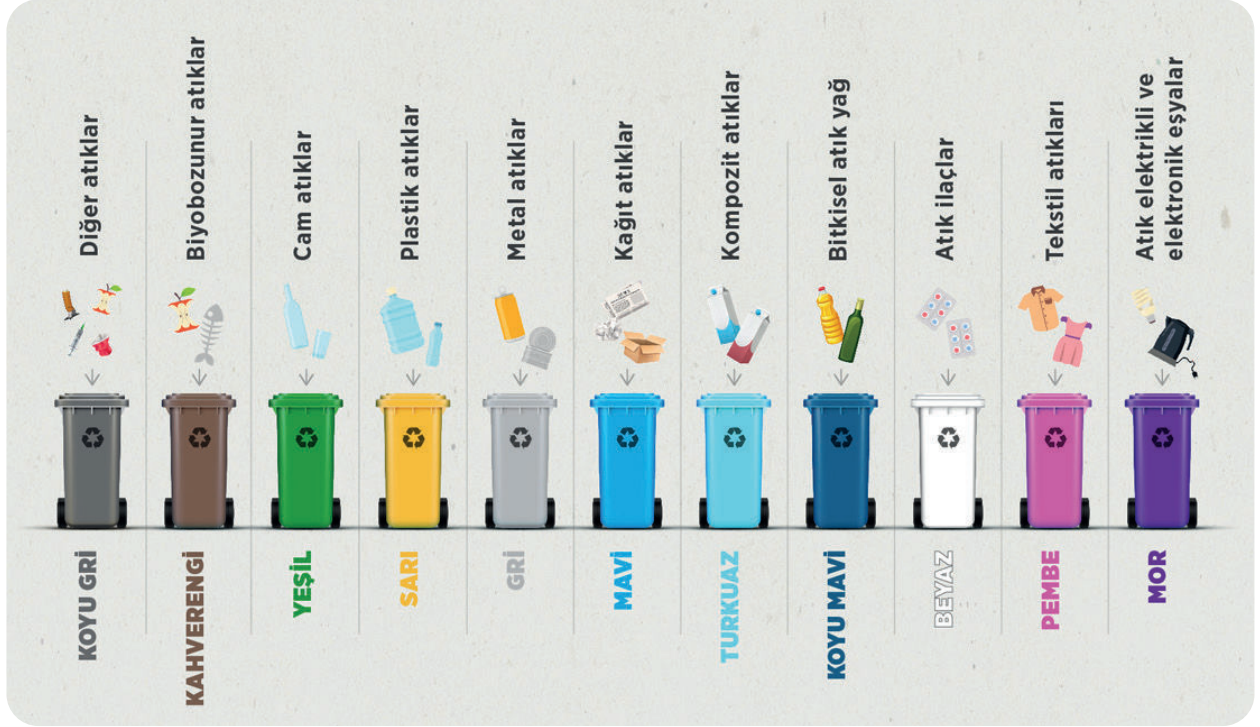 Diğer atıklar
Biyobozunur atıklar
Cam atıklar
Plastik atıklar
Metal atıklar
Kağıt atıklar
Kompozit atıklar
Bitkisel atık yağ
Atık ilaçlar
Tekstil atıkları
Atık elektrikli ve
elektronik eşyalar
KOYU GRİ
KAHVERENGİ
YEŞİL
SARI
GRİ
MAVİ
TURKUAZ
KOYU MAVİ
BEYAZ
PEMBE
MOR